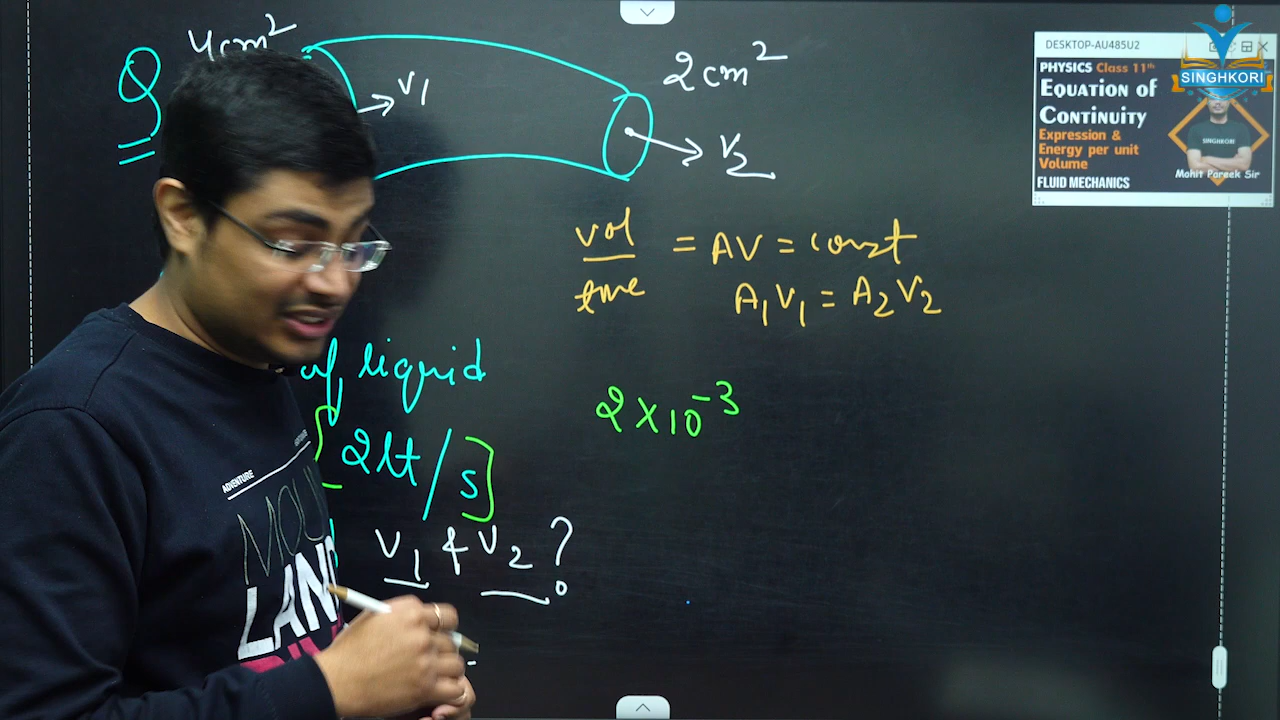 Q
4cm²
V₁
2cm²
V₂
vol
time
= AV = const
A₁V₁ = A₂V₂
of liquid
2lt/s
2 × 10⁻³
V₁ & V₂ ?
ADVENTURE
LAN
DESKTOP-AU485U2
PHYSICS Class 11th
EQUATION OF
CONTINUITY
Expression &
Energy per unit
Volume
FLUID MECHANICS
SINGHKORI
SINGHKORI
Mohit Pareek Sir